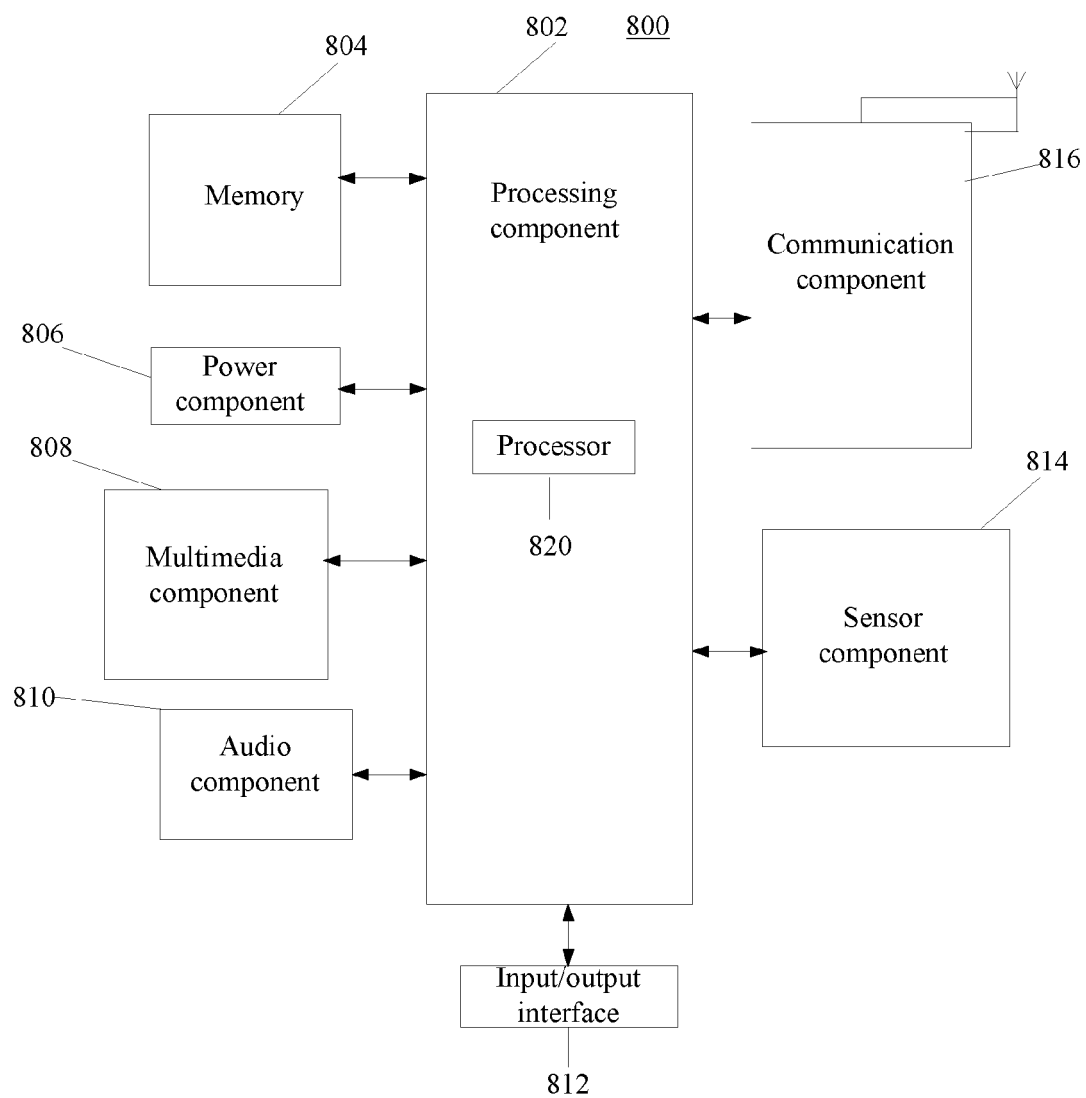 802
800
804
816
Memory
Processing
component
Communication
component
806
Power
component
Processor
808
814
820
Multimedia
component
Sensor
component
810
Audio
component
Input/output
interface
812